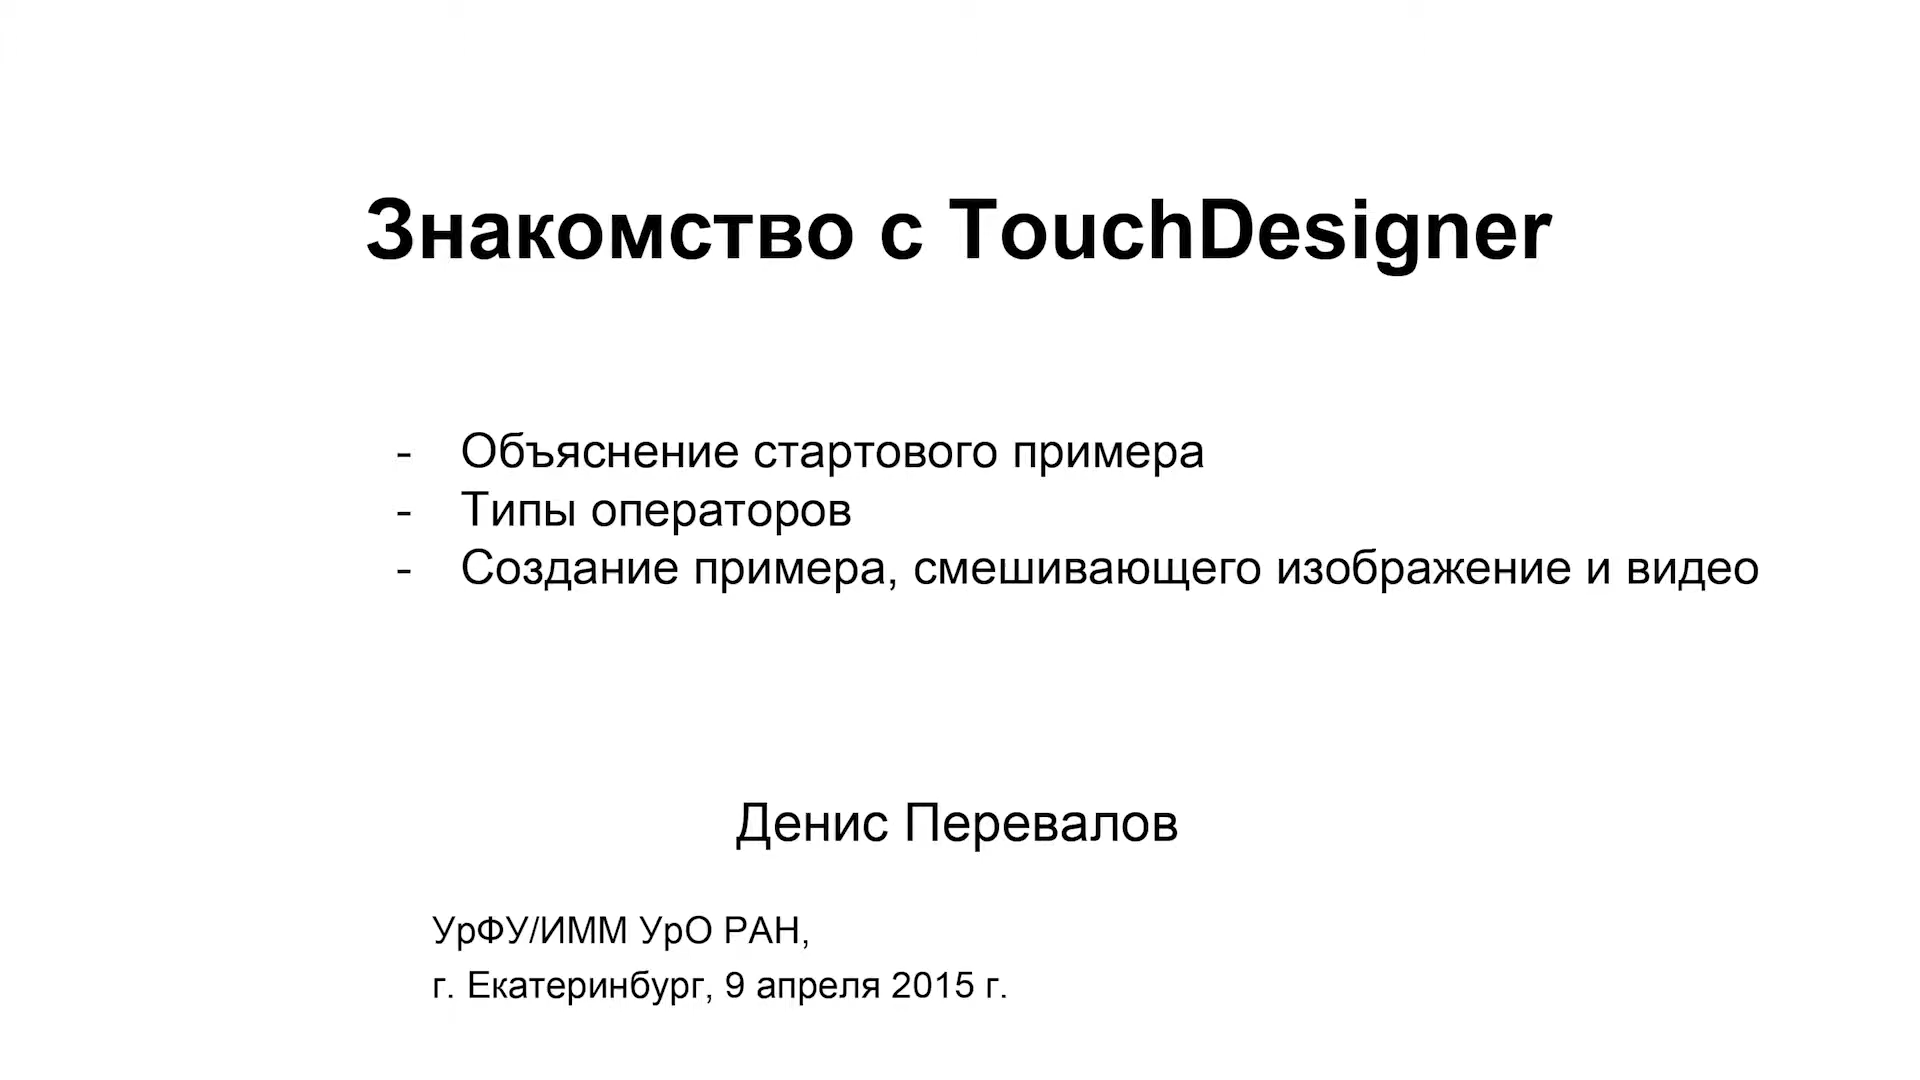 Знакомство с TouchDesigner
- Объяснение стартового примера
- Типы операторов
- Создание примера, смешивающего изображение и видео
Денис Перевалов
УрФУ/ИММ УрО РАН,
г. Екатеринбург, 9 апреля 2015 г.